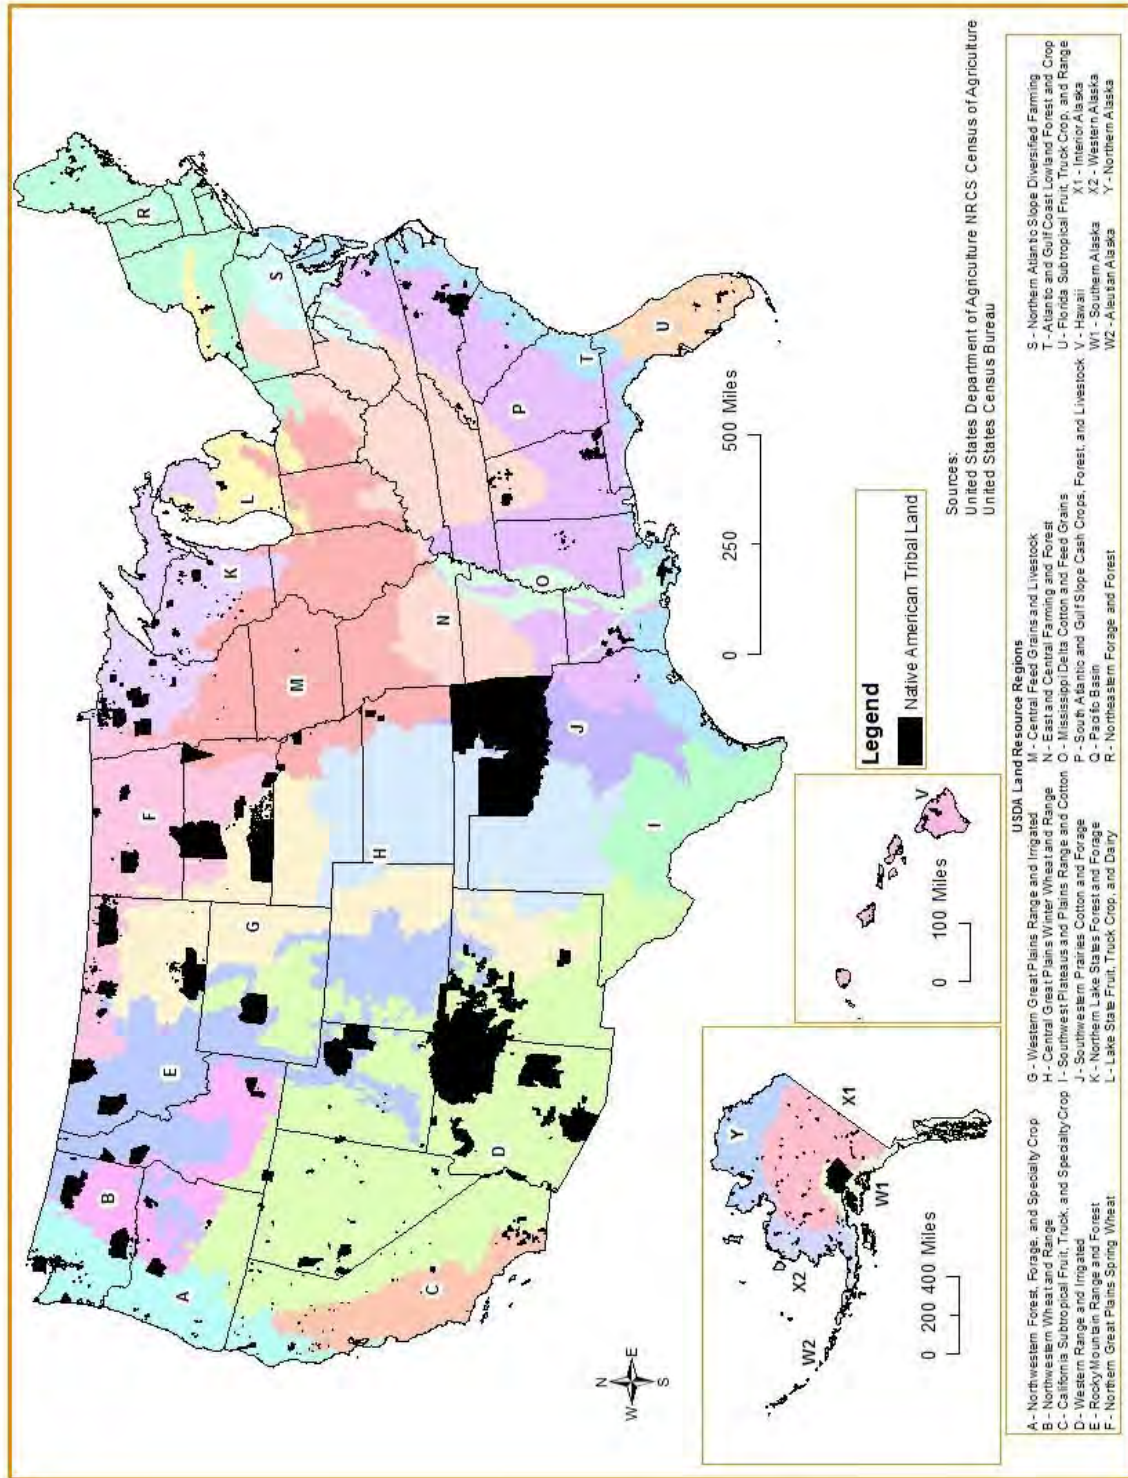 A
B
C
D
E
F
G
H
I
J
K
L
M
N
O
P
R
S
T
U
N
W
E
S
0 250 500 Miles
Legend
Native American Tribal Land
Sources:
United States Department of Agriculture NRCS Census of Agriculture
United States Census Bureau
Y
X1
X2
W1
W2
0 200 400 Miles
V
0 100 Miles
USDA Land Resource Regions
A - Northwestern Forest, Forage, and Specialty Crop
B - Northwestern Wheat and Range
C - California Subtropical Fruit, Truck, and Specialty Crop
D - Western Range and Irrigated
E - Rocky Mountain Range and Forest
F - Northern Great Plains Spring Wheat
G - Western Great Plains Range and Irrigated
H - Central Great Plains Winter Wheat and Range
I - Southwest Plateaus and Plains Range and Cotton
J - Southwestern Prairies Cotton and Forage
K - Northern Lake States Forest and Forage
L - Lake State Fruit, Truck Crop, and Dairy
M - Central Feed Grains and Livestock
N - East and Central Farming and Forest
O - Mississippi Delta Cotton and Feed Grains
P - South Atlantic and Gulf Slope Cash Crops, Forest, and Livestock
Q - Pacific Basin
R - Northeastern Forage and Forest
S - Northern Atlantic Slope Diversified Farming
T - Atlantic and Gulf Coast Lowland Forest and Crop
U - Florida Subtropical Fruit, Truck Crop, and Range
V - Hawaii
W1 - Southern Alaska
W2 - Aleutian Alaska
X1 - Interior Alaska
X2 - Western Alaska
Y - Northern Alaska